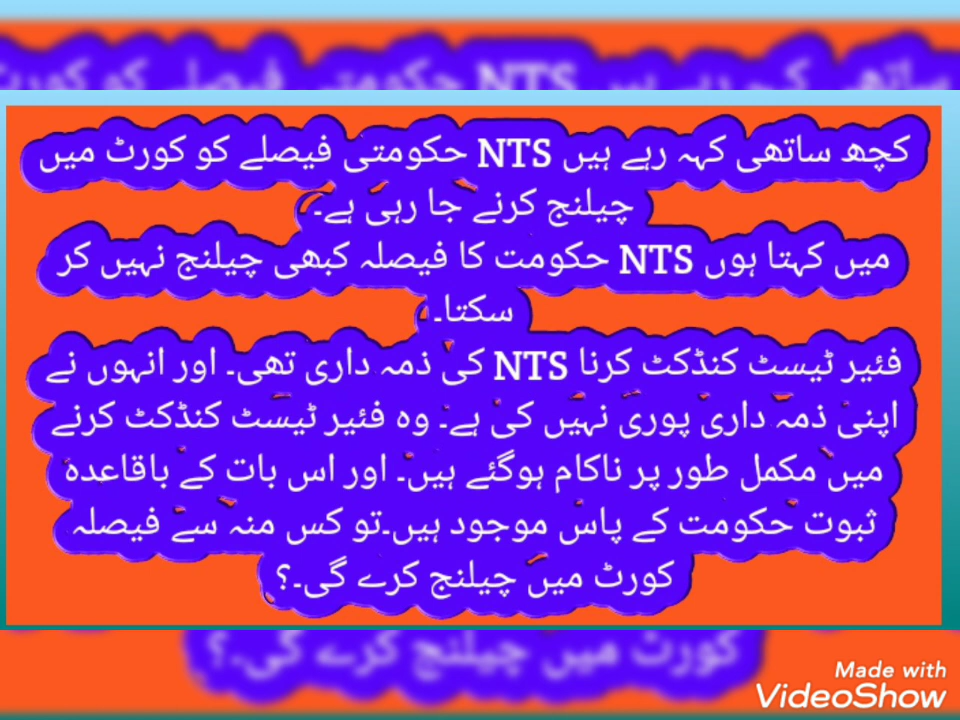 کچھ ساتھی کہہ رہے ہیں NTS حکومتی فیصلے کو کورٹ میں
چیلنج کرنے جا رہی ہے۔
میں کہتا ہوں NTS حکومت کا فیصلہ کبھی چیلنج نہیں کر
سکتا۔
فئیر ٹیسٹ کنڈکٹ کرنا NTS کی ذمہ داری تھی۔ اور انہوں نے
اپنی ذمہ داری پوری نہیں کی ہے۔ وہ فئیر ٹیسٹ کنڈکٹ کرنے
میں مکمل طور پر ناکام ہوگئے ہیں۔ اور اس بات کے باقاعدہ
ثبوت حکومت کے پاس موجود ہیں۔تو کس منہ سے فیصلہ
کورٹ میں چیلنج کرے گی۔؟
Made with
VideoShow